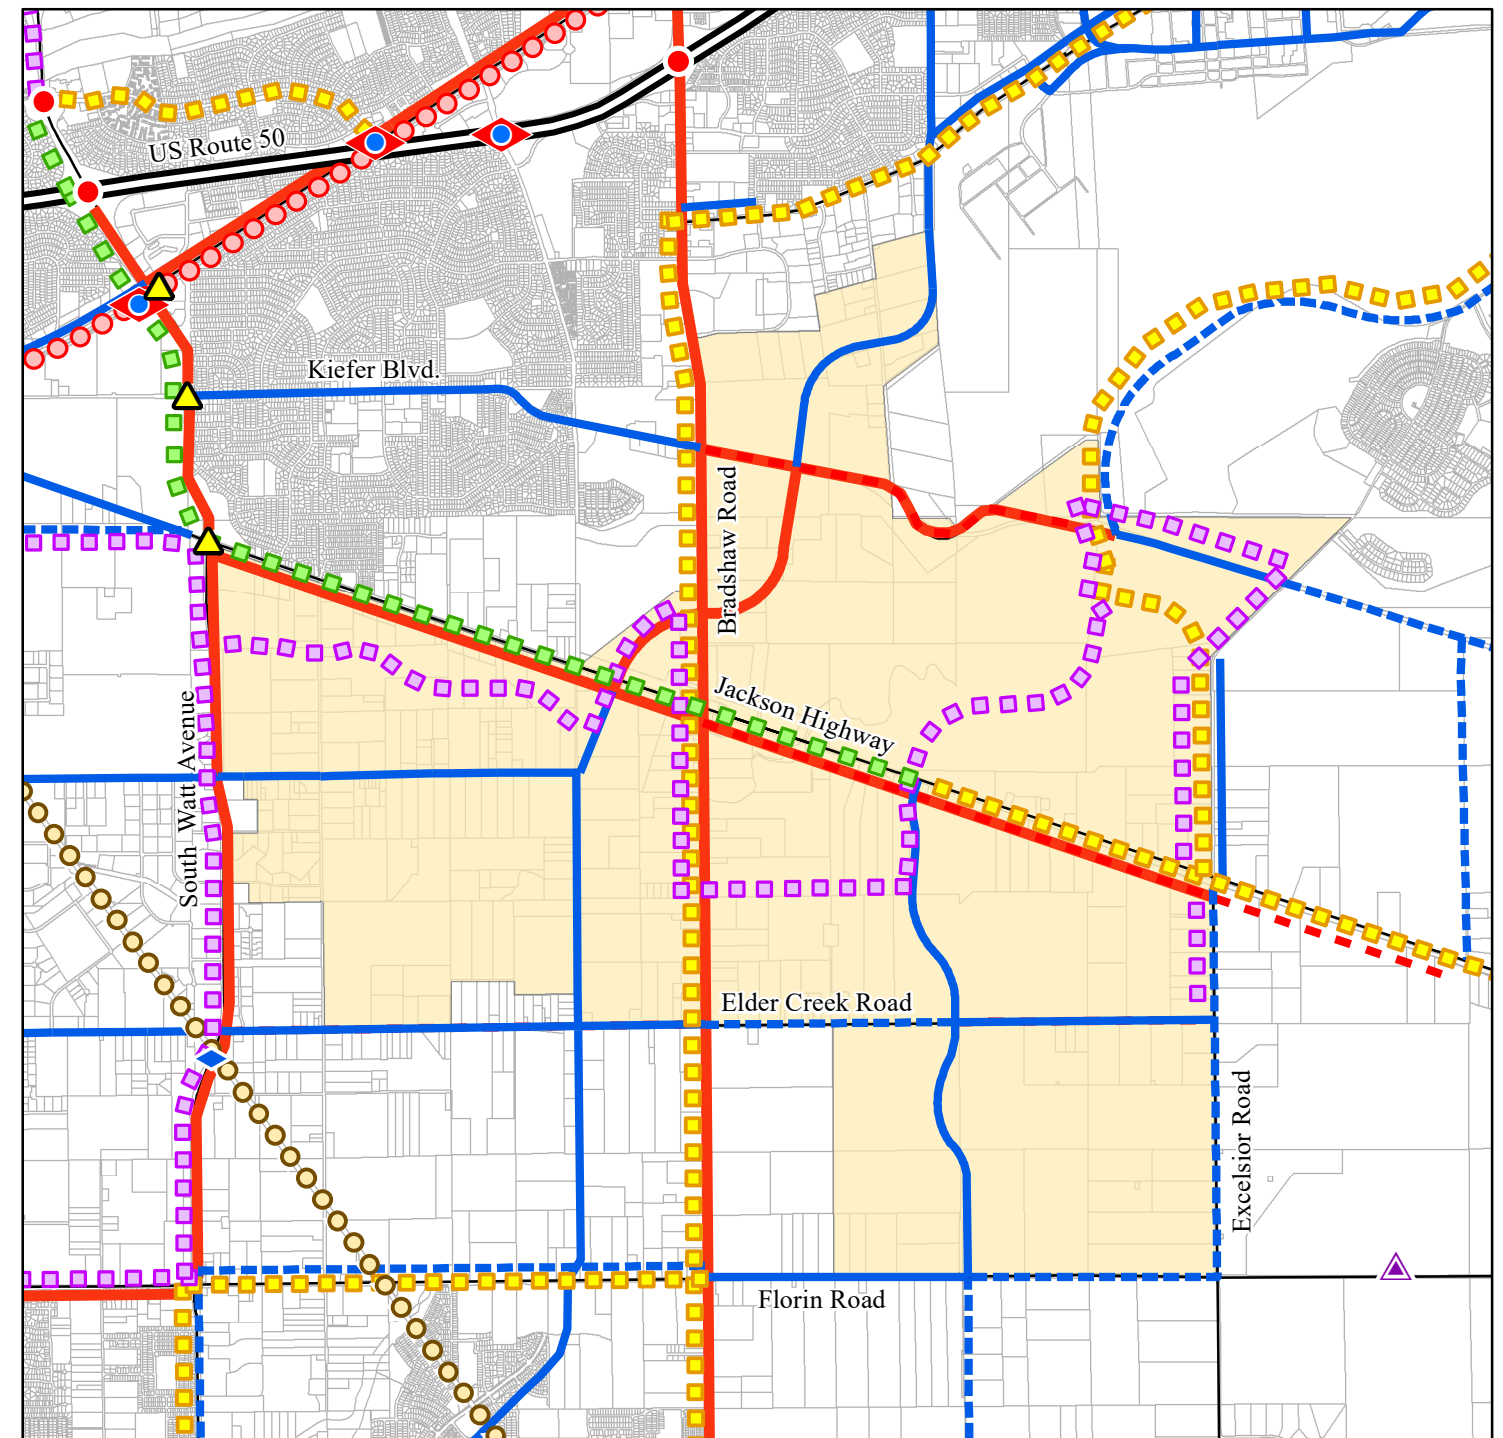 US Route 50
Kiefer Blvd.
Bradshaw Road
Jackson Highway
South Watt Avenue
Elder Creek Road
Excelsior Road
Florin Road